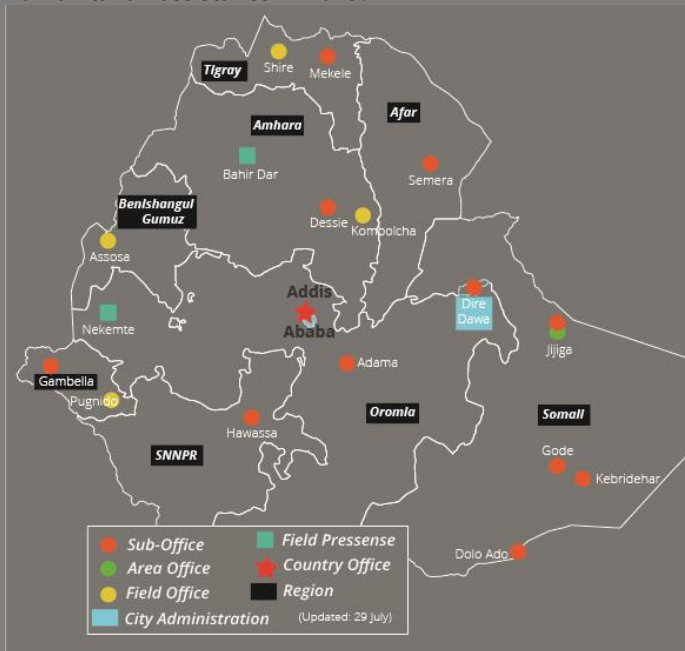 Shire
Mekele
Tigray
Afar
Amhara
Bahir Dar
Semera
Benishangul
Gumuz
Dessie
Kombolcha
Assosa
Addis
Ababa
Dire
Dawa
Nekemte
Jijiga
Adama
Gambella
Pugnido
Oromia
Somali
Hawassa
SNNPR
Gode
Kebridehar
Dolo Ado
Sub-Office
Field Pressense
Area Office
Country Office
Field Office
Region
City Administration
(Updated: 29 July)